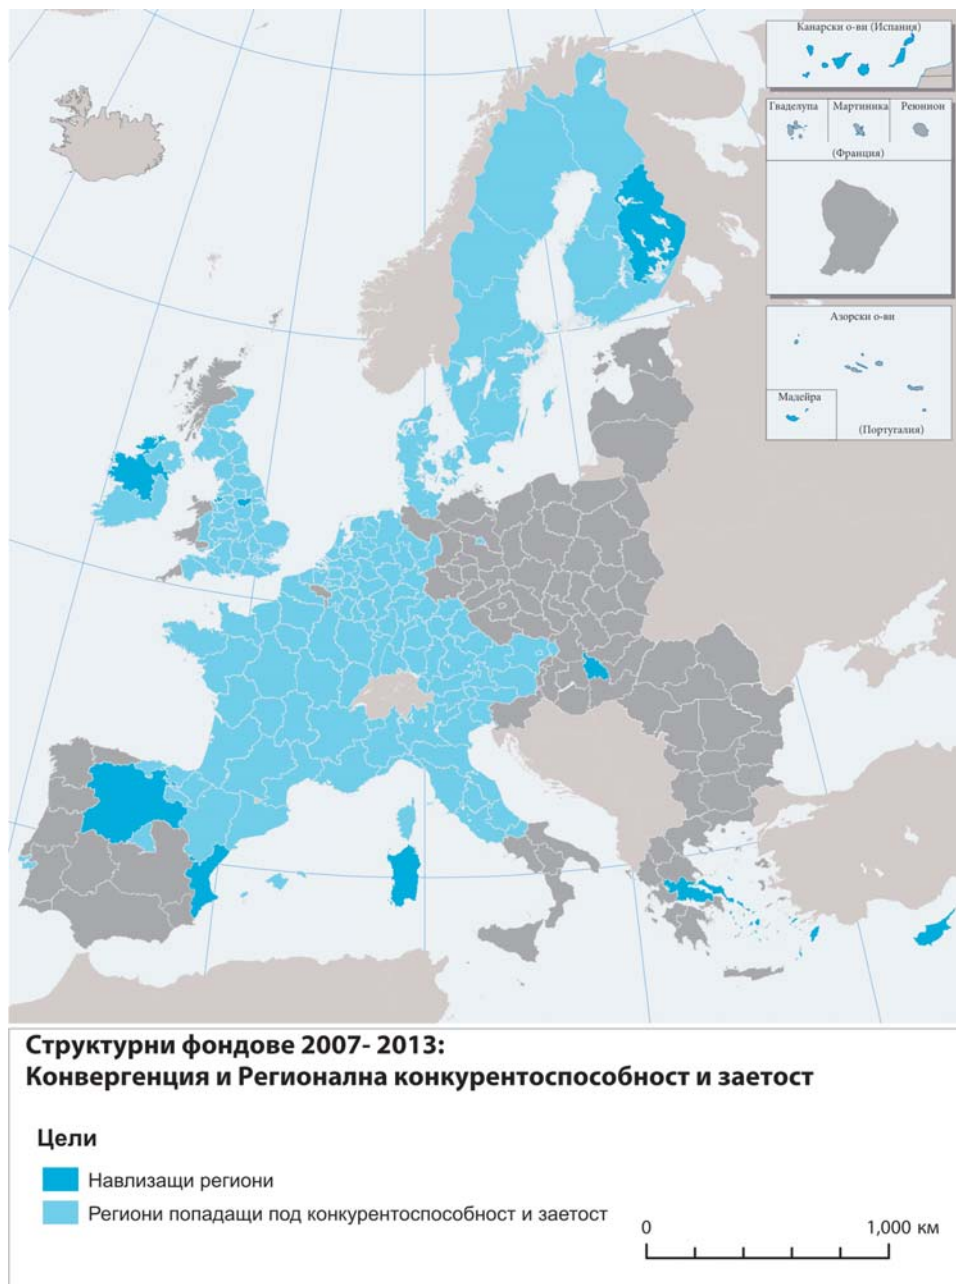 Канарски о-ви (Испания)
Гваделупа
Мартиника
Реюнион
(Франция)
Азорски о-ви
Мадейра
(Португалия)
Структурни фондове 2007- 2013:
Конвергенция и Регионална конкурентоспособност и заетост
Цели
Навлизащи региони
Региони попадащи под конкурентоспособност и заетост
0
1,000 км